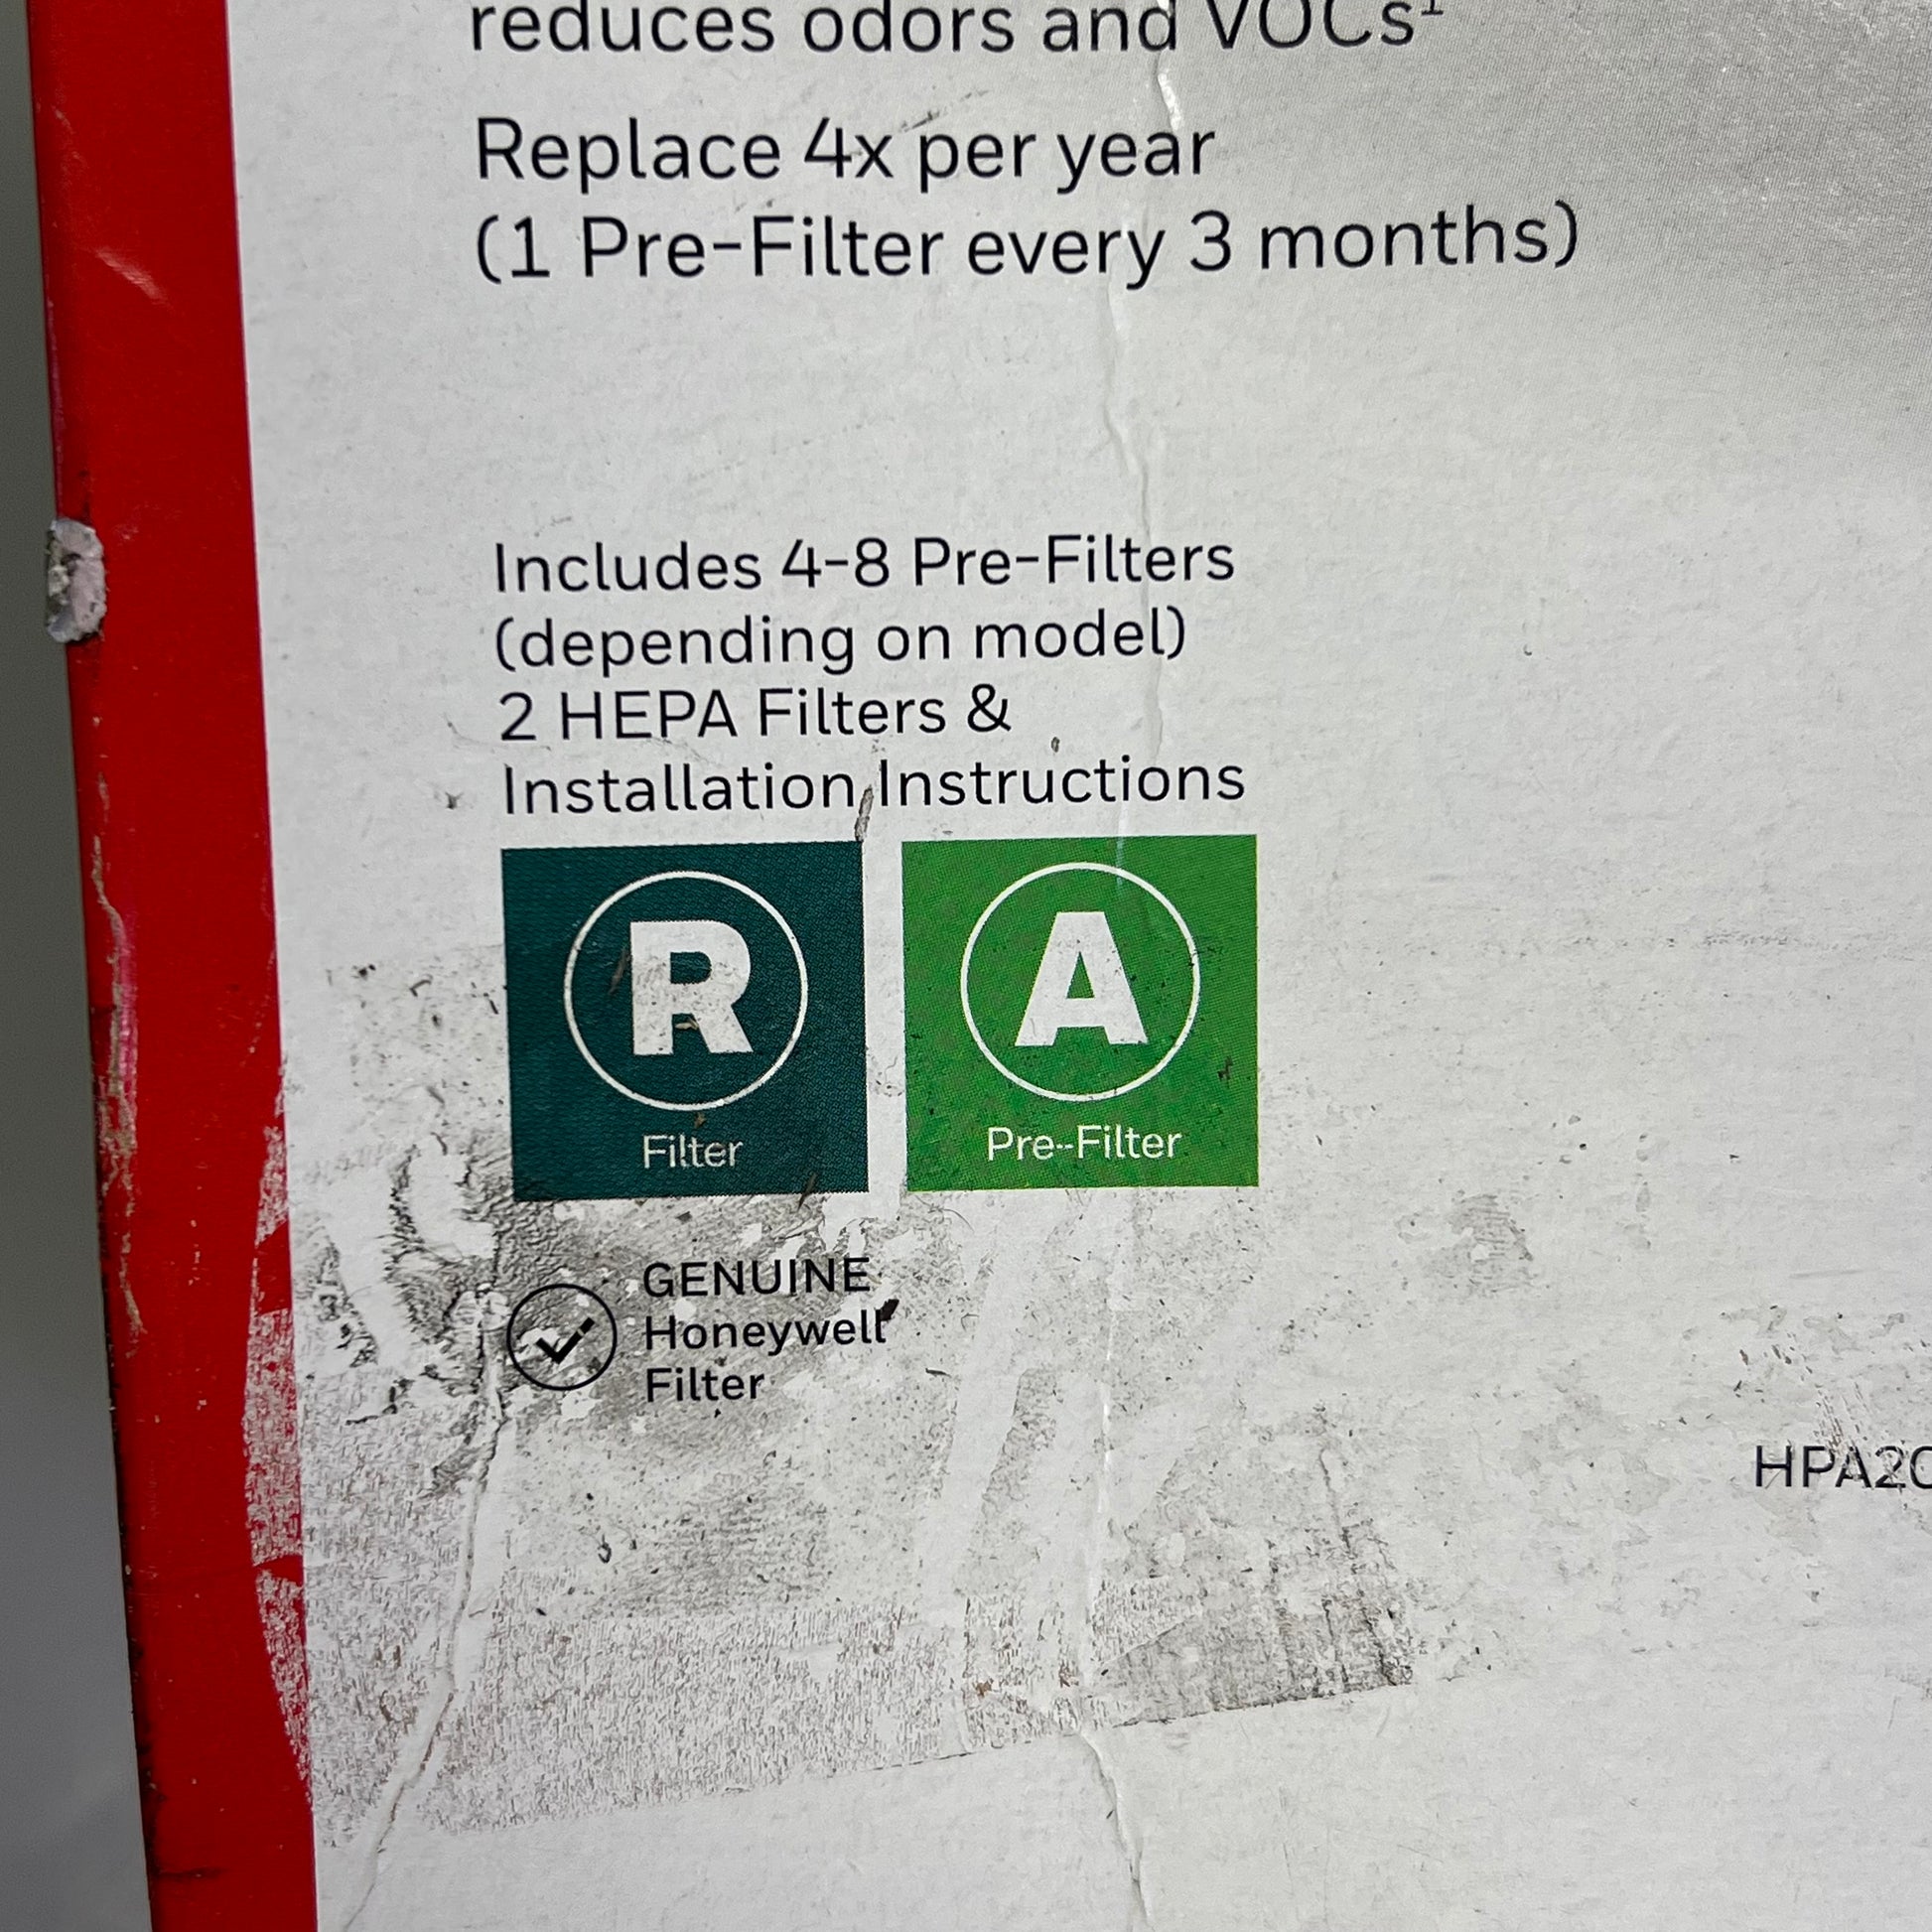 reduces odors and VOCs¹
Replace 4x per year
(1 Pre-Filter every 3 months)
Includes 4-8 Pre-Filters
(depending on model)
2 HEPA Filters &
Installation Instructions
R
Filter
A
Pre-Filter
GENUINE
Honeywell
Filter